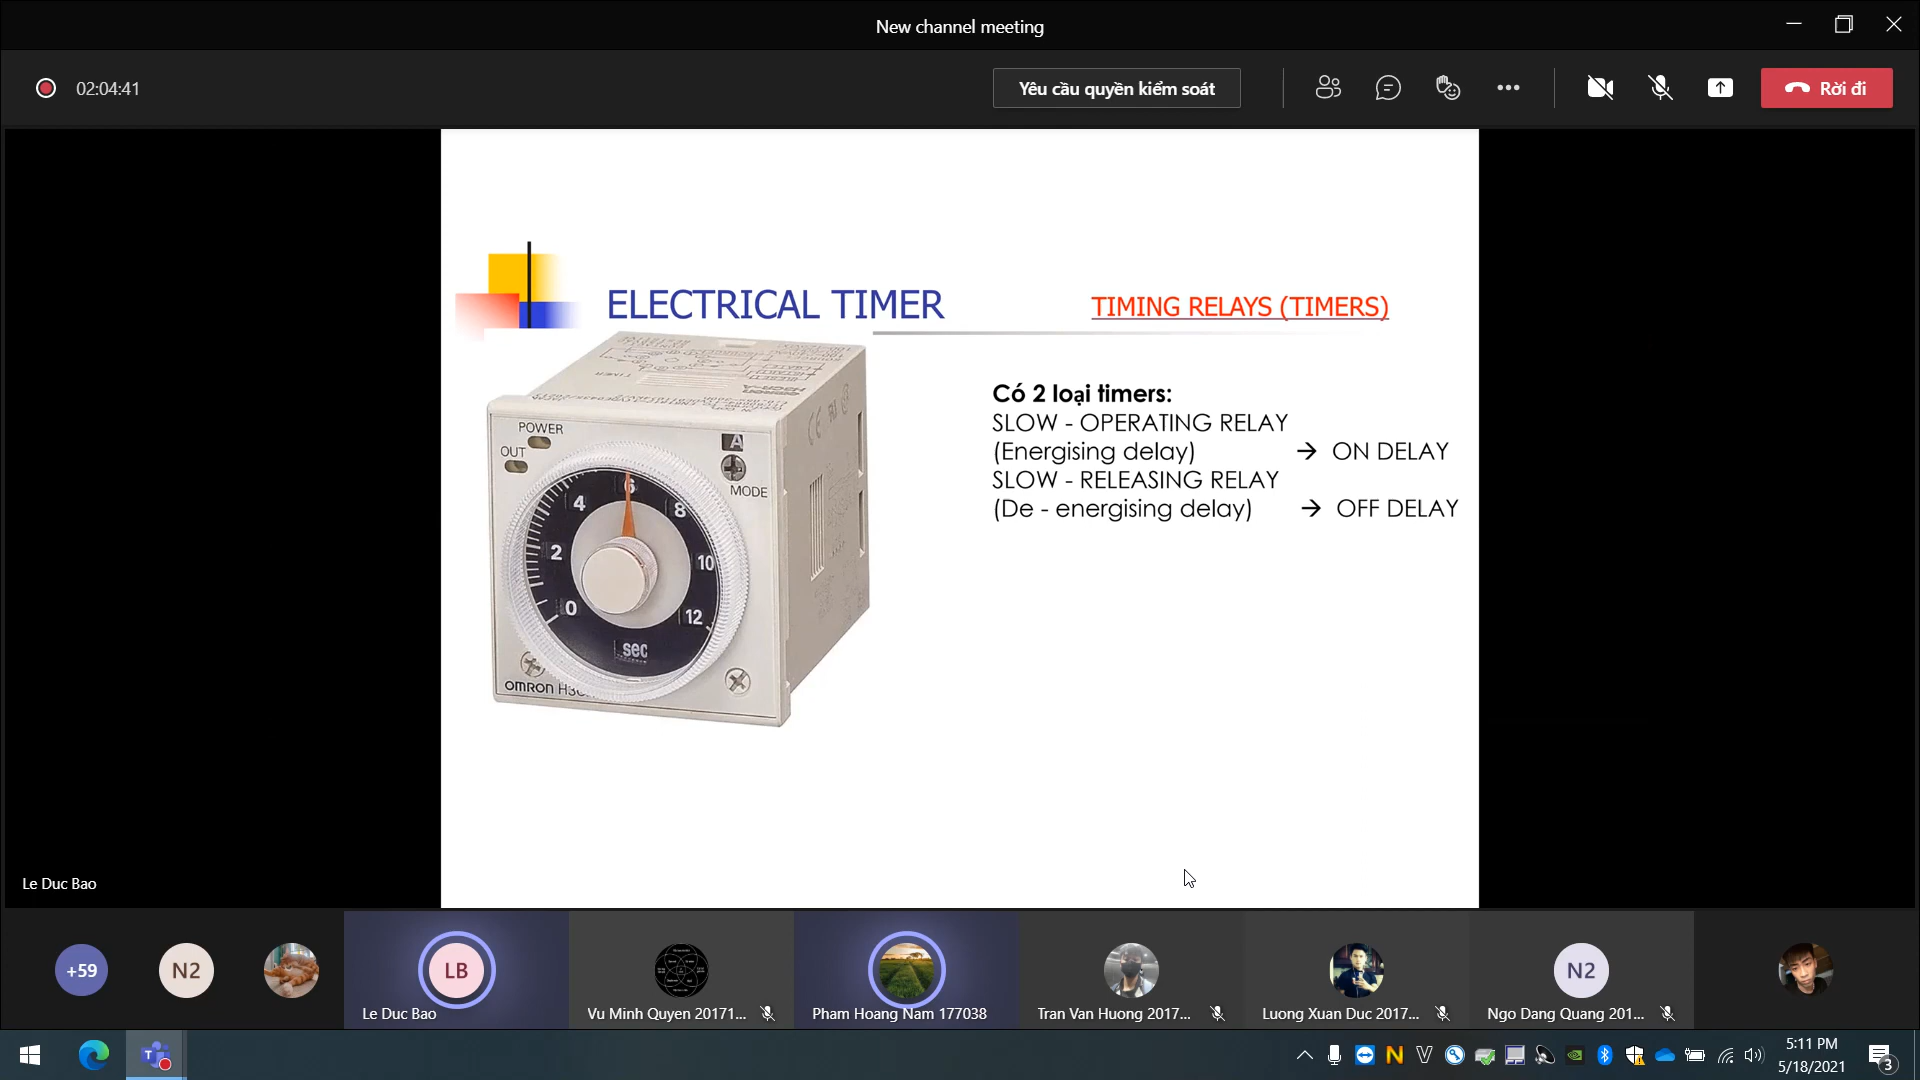 New channel meeting
02:04:41
Yêu cầu quyền kiểm soát
Rời đi
ELECTRICAL TIMER
TIMING RELAYS (TIMERS)
Có 2 loại timers:
SLOW - OPERATING RELAY
(Energising delay) → ON DELAY
SLOW - RELEASING RELAY
(De - energising delay) → OFF DELAY
TIMER
POWER
OUT
A
MODE
0 2 4 6 8 10 12
sec
OMRON
Le Duc Bao
+59
N2
LB
Le Duc Bao
Vu Minh Quyen 20171...
Pham Hoang Nam 177038
Tran Van Huong 2017...
Luong Xuan Duc 2017...
N2
Ngo Dang Quang 201...
5:11 PM
5/18/2021
3